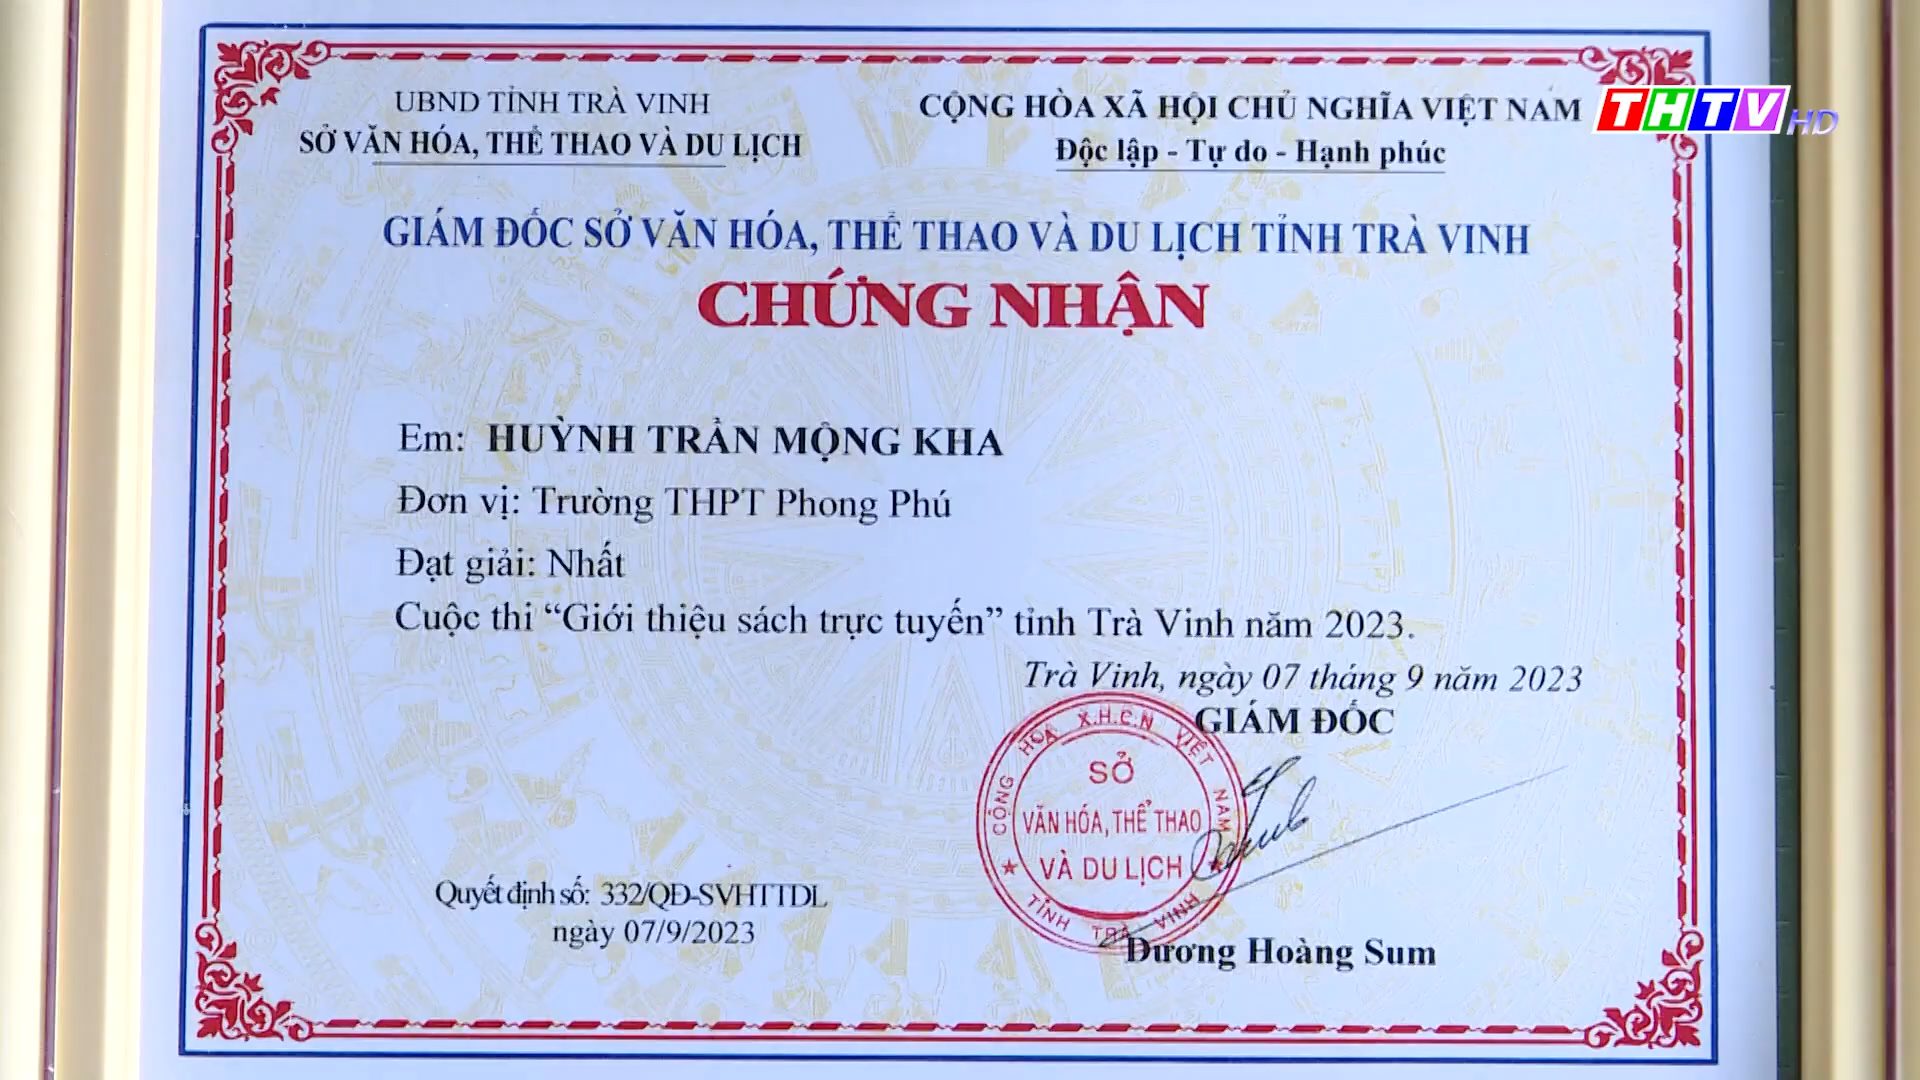 UBND TỈNH TRÀ VINH
SỞ VĂN HÓA, THỂ THAO VÀ DU LỊCH
CỘNG HÒA XÃ HỘI CHỦ NGHĨA VIỆT NAM
Độc lập - Tự do - Hạnh phúc
THTV HD
GIÁM ĐỐC SỞ VĂN HÓA, THỂ THAO VÀ DU LỊCH TỈNH TRÀ VINH
CHỨNG NHẬN
Em: HUỲNH TRẦN MỘNG KHA
Đơn vị: Trường THPT Phong Phú
Đạt giải: Nhất
Cuộc thi “Giới thiệu sách trực tuyến” tỉnh Trà Vinh năm 2023.
Trà Vinh, ngày 07 tháng 9 năm 2023
GIÁM ĐỐC
CỘNG HÒA X.H.C.N VIỆT NAM
SỞ
VĂN HÓA, THỂ THAO
VÀ DU LỊCH
TỈNH TRÀ VINH
Quyết định số: 332/QĐ-SVHTTDL
ngày 07/9/2023
Dương Hoàng Sum